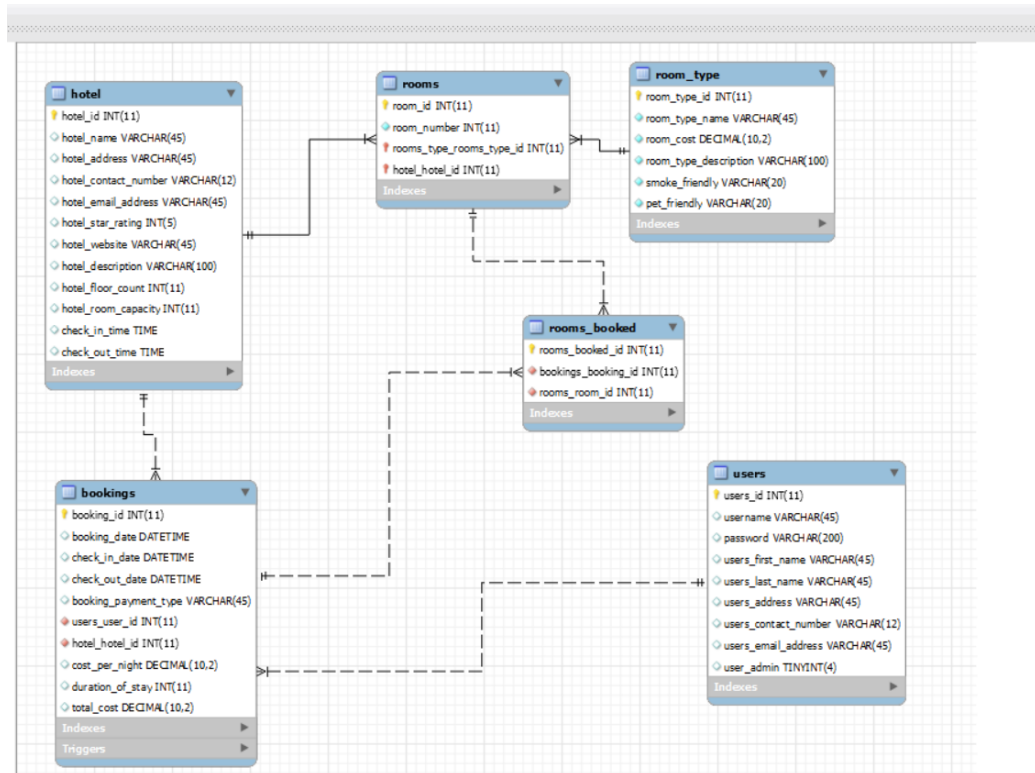 hotel
hotel_id INT(11)
hotel_name VARCHAR(45)
hotel_address VARCHAR(45)
hotel_contact_number VARCHAR(12)
hotel_email_address VARCHAR(45)
hotel_star_rating INT(5)
hotel_website VARCHAR(45)
hotel_description VARCHAR(100)
hotel_floor_count INT(11)
hotel_room_capacity INT(11)
check_in_time TIME
check_out_time TIME
Indexes
rooms
room_id INT(11)
room_number INT(11)
rooms_type_rooms_type_id INT(11)
hotel_hotel_id INT(11)
Indexes
room_type
room_type_id INT(11)
room_type_name VARCHAR(45)
room_cost DECIMAL(10,2)
room_type_description VARCHAR(100)
smoke_friendly VARCHAR(20)
pet_friendly VARCHAR(20)
Indexes
rooms_booked
rooms_booked_id INT(11)
bookings_booking_id INT(11)
rooms_room_id INT(11)
Indexes
bookings
booking_id INT(11)
booking_date DATETIME
check_in_date DATETIME
check_out_date DATETIME
booking_payment_type VARCHAR(45)
users_user_id INT(11)
hotel_hotel_id INT(11)
cost_per_night DECIMAL(10,2)
duration_of_stay INT(11)
total_cost DECIMAL(10,2)
Indexes
Triggers
users
users_id INT(11)
username VARCHAR(45)
password VARCHAR(200)
users_first_name VARCHAR(45)
users_last_name VARCHAR(45)
users_address VARCHAR(45)
users_contact_number VARCHAR(12)
users_email_address VARCHAR(45)
user_admin TINYINT(4)
Indexes